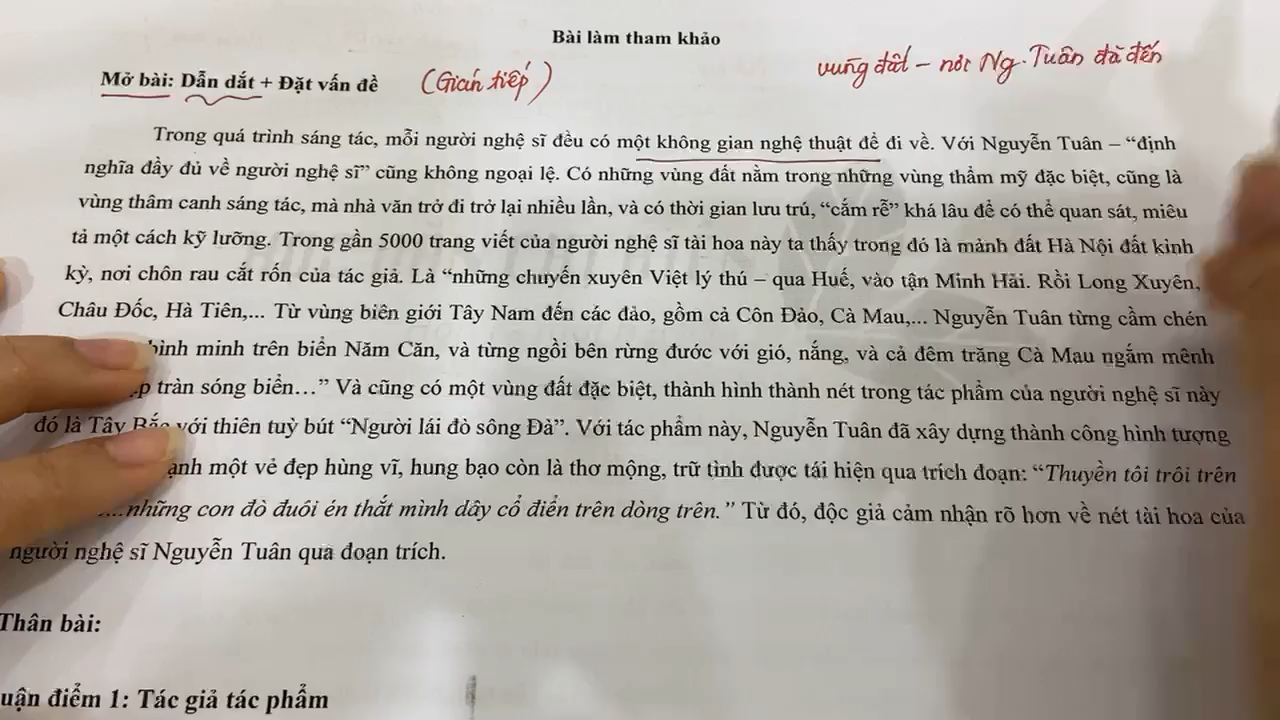 Bài làm tham khảo
vùng đất – nơi Ng. Tuân đã đến
Mở bài: Dẫn dắt + Đặt vấn đề (Gián tiếp)
Trong quá trình sáng tác, mỗi người nghệ sĩ đều có một không gian nghệ thuật để đi về. Với Nguyễn Tuân – “định
nghĩa đầy đủ về người nghệ sĩ” cũng không ngoại lệ. Có những vùng đất nằm trong những vùng thẩm mỹ đặc biệt, cũng là
vùng thâm canh sáng tác, mà nhà văn trở đi trở lại nhiều lần, và có thời gian lưu trú, “cắm rễ” khá lâu để có thể quan sát, miêu
tả một cách kỹ lưỡng. Trong gần 5000 trang viết của người nghệ sĩ tài hoa này ta thấy trong đó là mảnh đất Hà Nội đất kinh
kỳ, nơi chôn rau cắt rốn của tác giả. Là “những chuyến xuyên Việt lý thú – qua Huế, vào tận Minh Hải. Rồi Long Xuyên,
Châu Đốc, Hà Tiên,... Từ vùng biên giới Tây Nam đến các đảo, gồm cả Côn Đảo, Cà Mau,... Nguyễn Tuân từng cầm chén
bình minh trên biển Năm Căn, và từng ngồi bên rừng đước với gió, nắng, và cả đêm trăng Cà Mau ngắm mênh
tràn sóng biển…” Và cũng có một vùng đất đặc biệt, thành hình thành nét trong tác phẩm của người nghệ sĩ này
đó là Tây Bắc với thiên tuỳ bút “Người lái đò sông Đà”. Với tác phẩm này, Nguyễn Tuân đã xây dựng thành công hình tượng
một vẻ đẹp hùng vĩ, hung bạo còn là thơ mộng, trữ tình được tái hiện qua trích đoạn: “Thuyền tôi trôi trên
...những con đò đuôi én thắt mình dây cổ điển trên dòng trên.” Từ đó, độc giả cảm nhận rõ hơn về nét tài hoa của
người nghệ sĩ Nguyễn Tuân qua đoạn trích.
Thân bài:
điểm 1: Tác giả tác phẩm